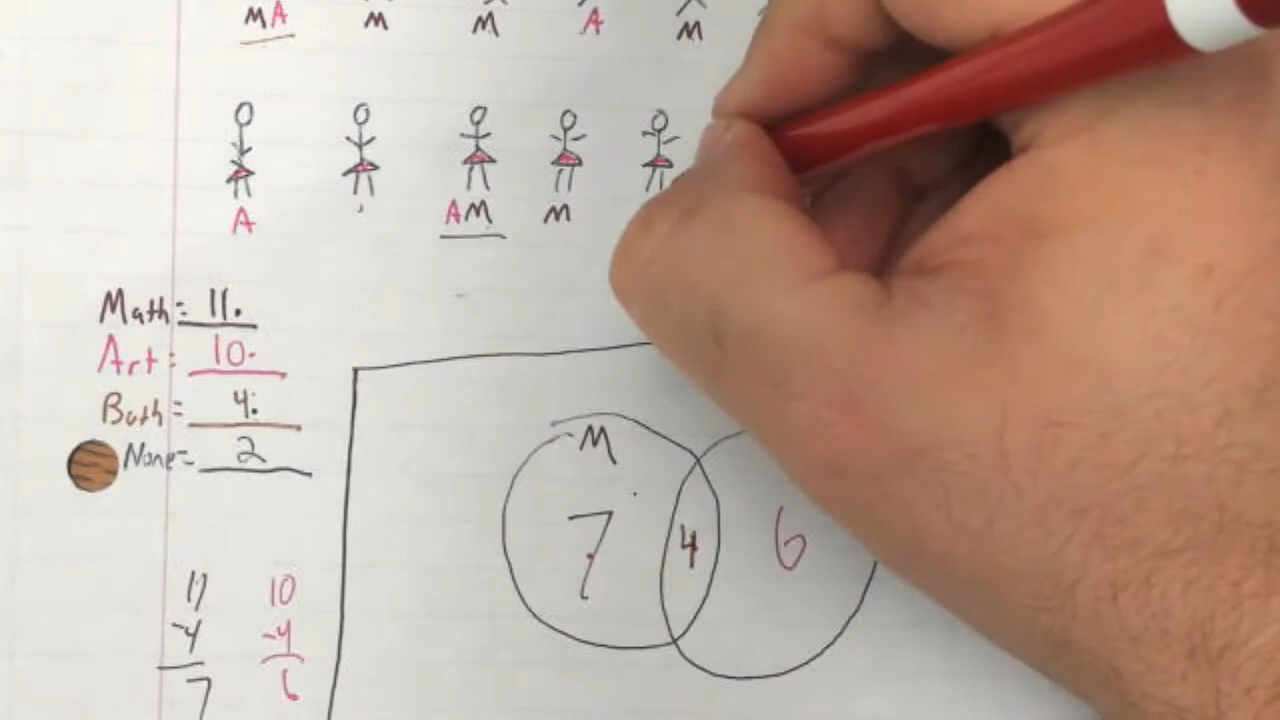 MA M M A M
A AM M
Math= 11.
Art= 10.
Both= 4.
None= 2
M
7 4 6
11 10
-4 -4
7 6